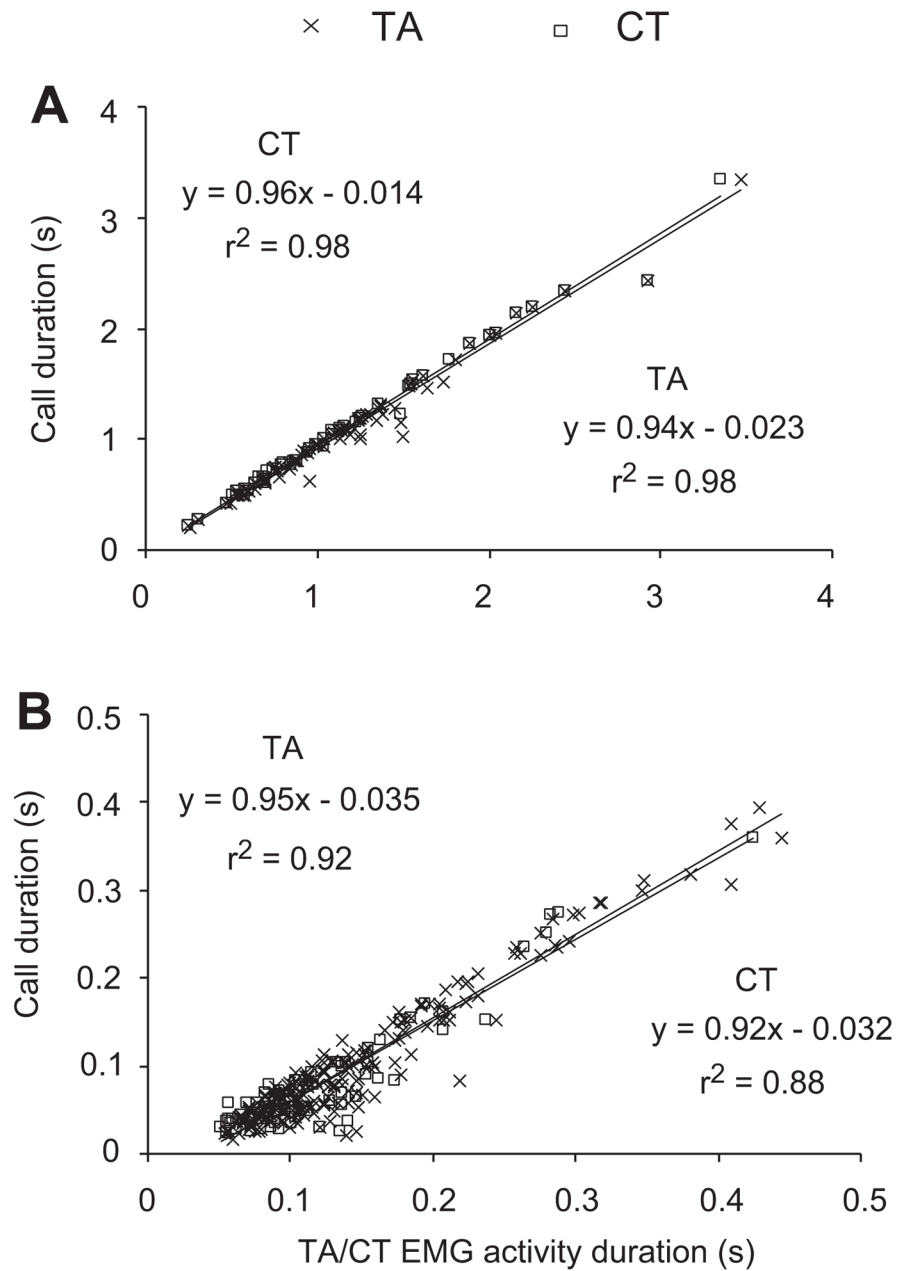 TA CT
A
4
CT
y = 0.96x - 0.014
r2 = 0.98
3
Call duration (s)
2
TA
y = 0.94x - 0.023
r2 = 0.98
1
0
0 1 2 3 4
B
0.5
TA
y = 0.95x - 0.035
r2 = 0.92
0.4
0.3
Call duration (s)
0.2
CT
y = 0.92x - 0.032
r2 = 0.88
0.1
0
0 0.1 0.2 0.3 0.4 0.5
TA/CT EMG activity duration (s)